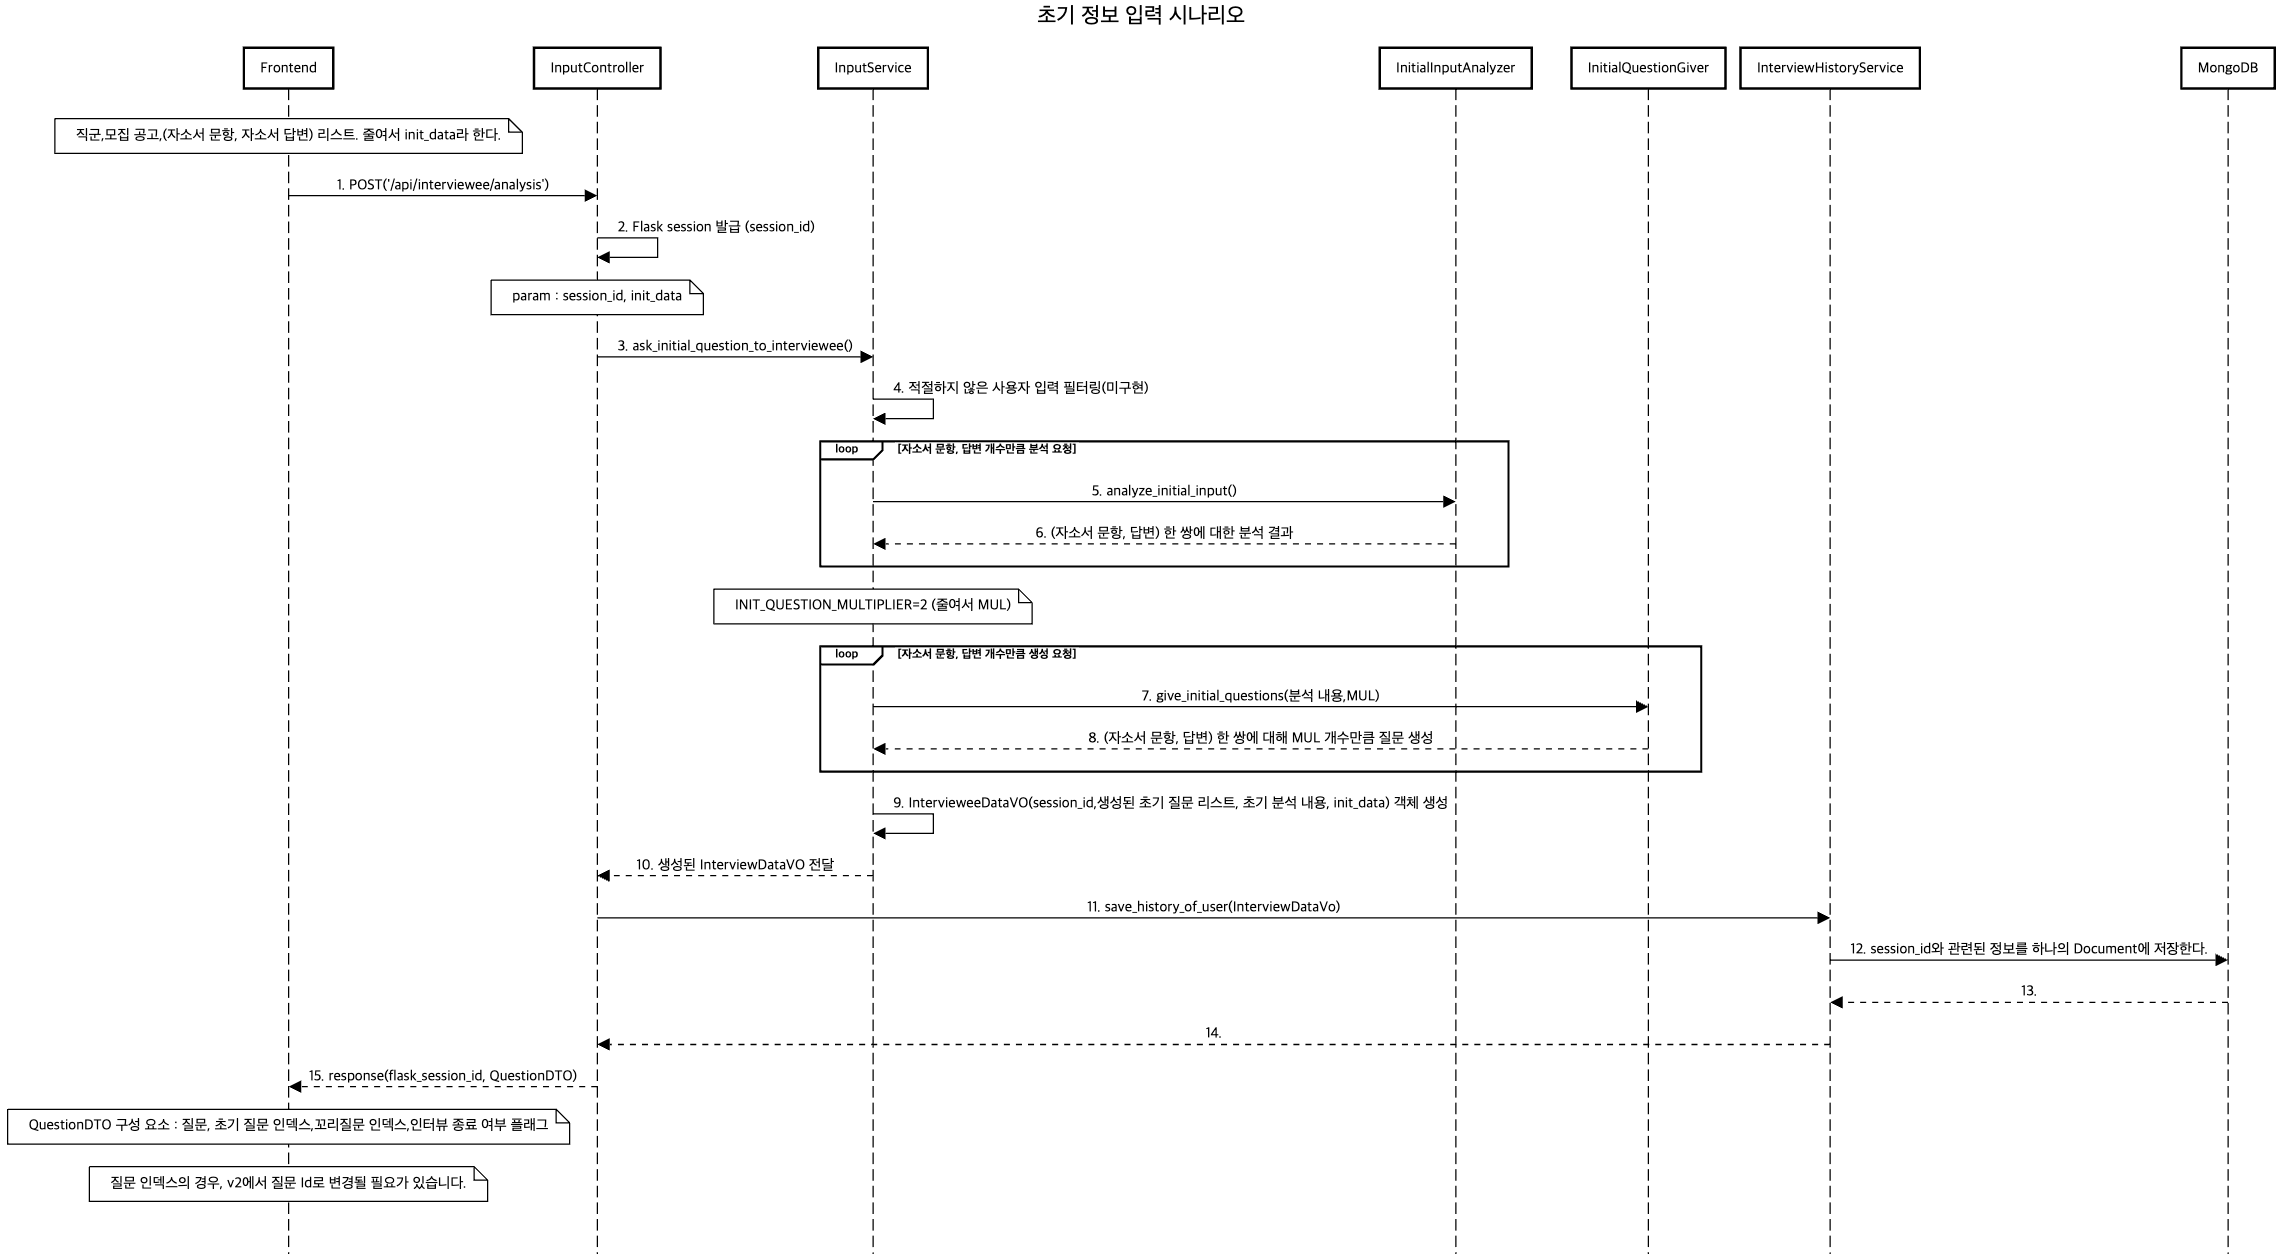 초기 정보 입력 시나리오
Frontend
InputController
InputService
InitialInputAnalyzer
InitialQuestionGiver
InterviewHistoryService
MongoDB
직군,모집 공고,(자소서 문항, 자소서 답변) 리스트. 줄여서 init_data라 한다.
1. POST('/api/interviewee/analysis')
2. Flask session 발급 (session_id)
param : session_id, init_data
3. ask_initial_question_to_interviewee()
4. 적절하지 않은 사용자 입력 필터링(미구현)
loop [자소서 문항, 답변 개수만큼 분석 요청]
5. analyze_initial_input()
6. (자소서 문항, 답변) 한 쌍에 대한 분석 결과
INIT_QUESTION_MULTIPLIER=2 (줄여서 MUL)
loop [자소서 문항, 답변 개수만큼 생성 요청]
7. give_initial_questions(분석 내용,MUL)
8. (자소서 문항, 답변) 한 쌍에 대해 MUL 개수만큼 질문 생성
9. IntervieweeDataVO(session_id,생성된 초기 질문 리스트, 초기 분석 내용, init_data) 객체 생성
10. 생성된 InterviewDataVO 전달
11. save_history_of_user(InterviewDataVo)
12. session_id와 관련된 정보를 하나의 Document에 저장한다.
13.
14.
15. response(flask_session_id, QuestionDTO)
QuestionDTO 구성 요소 : 질문, 초기 질문 인덱스,꼬리질문 인덱스,인터뷰 종료 여부 플래그
질문 인덱스의 경우, v2에서 질문 Id로 변경될 필요가 있습니다.